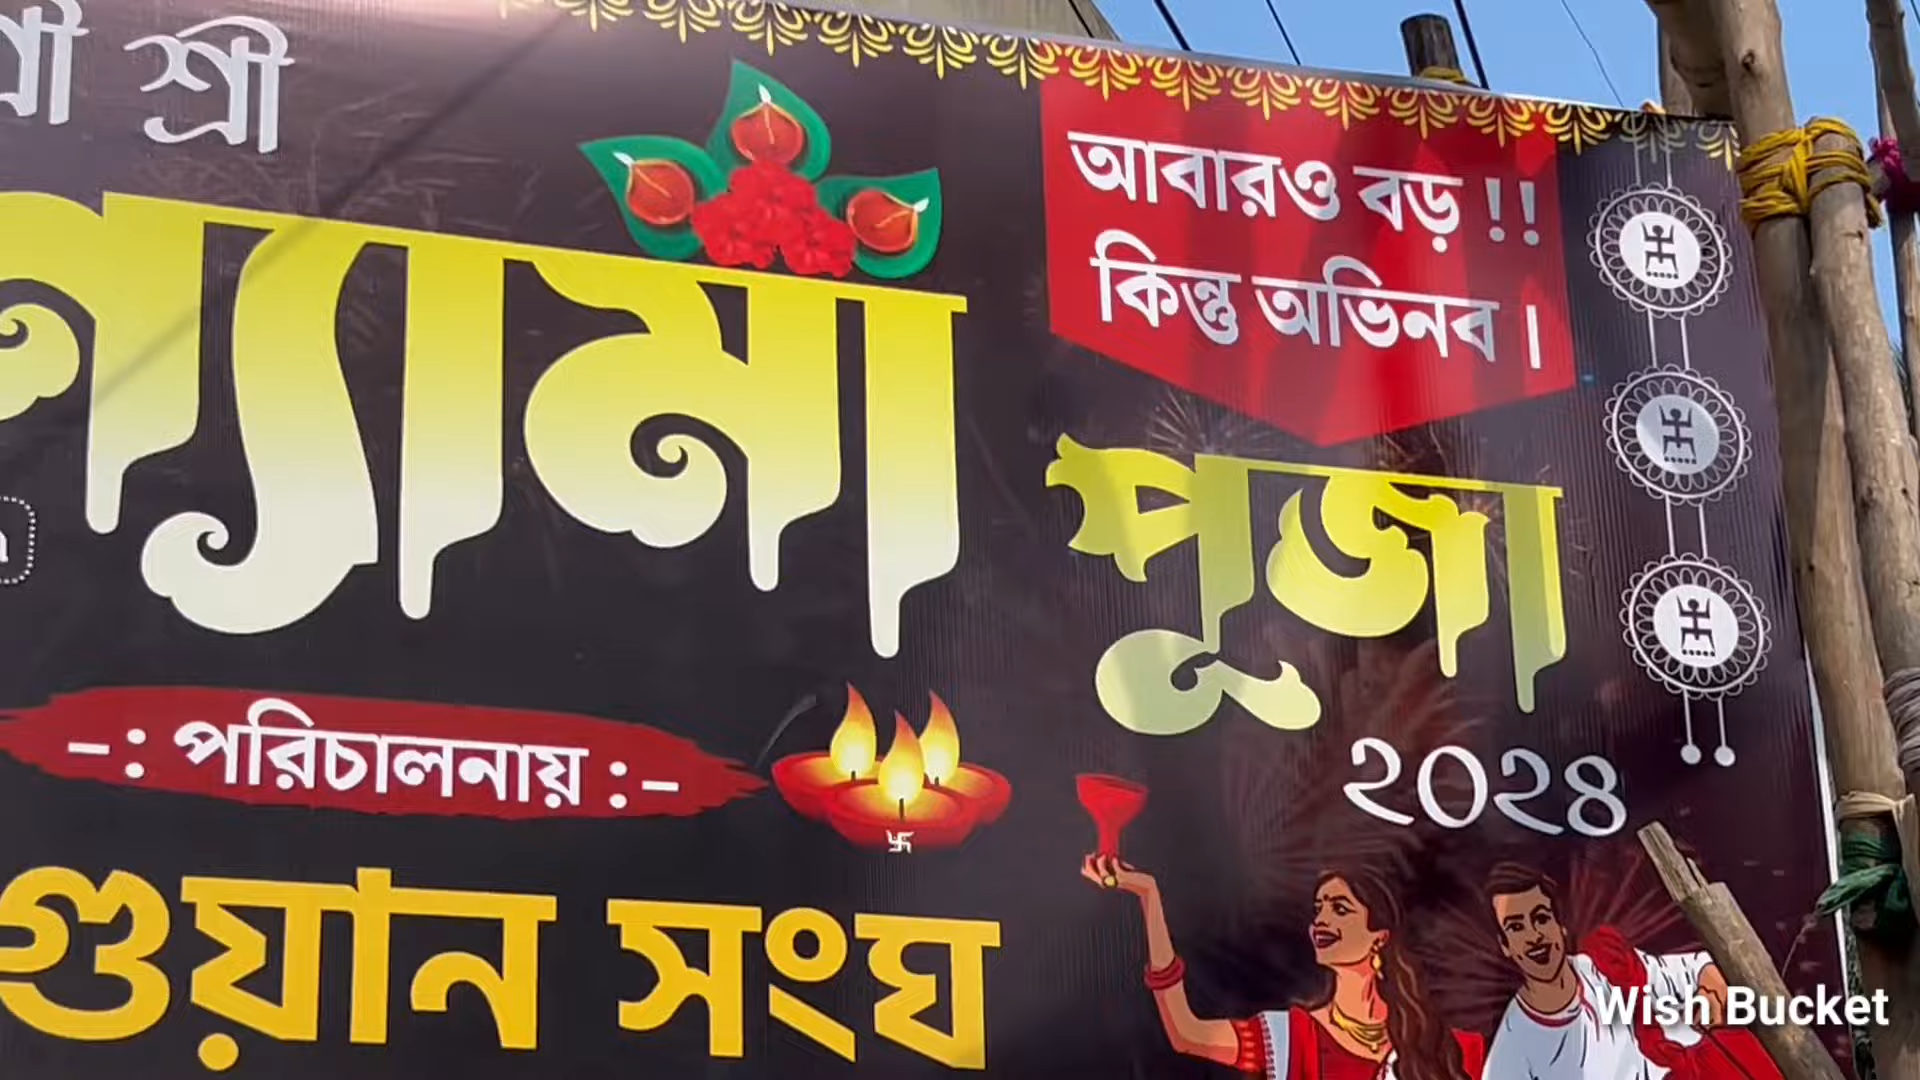 শ্রী শ্রী
শ্যামা পূজা
আবারও বড় !!
কিন্তু অভিনব ।
২০২৪
-: পরিচালনায় :-
গুয়ান সংঘ
Wish Bucket